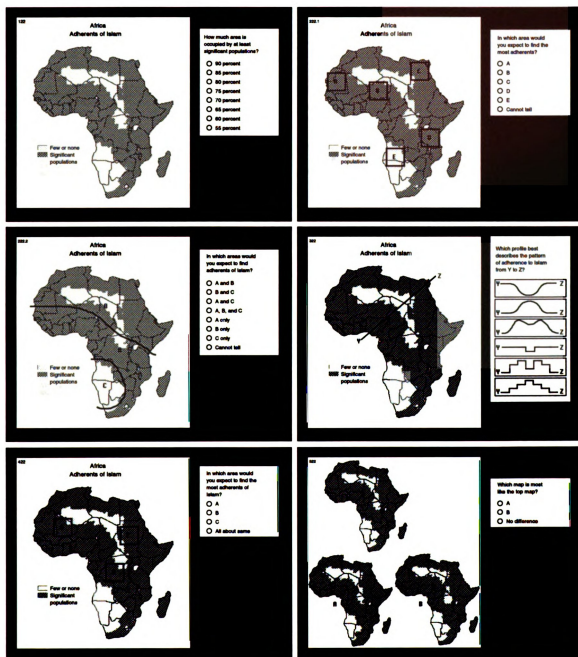 Africa
Adherents of Islam
How much area is
occupied by at least
significant populations?
90 percent
85 percent
80 percent
75 percent
70 percent
65 percent
60 percent
55 percent
Few or none
Significant
populations
Africa
Adherents of Islam
In which area would
you expect to find the
most adherents?
A
B
C
D
E
Cannot tell
E
Few or none
Significant
populations
Africa
Adherents of Islam
In which areas would
you expect to find
adherents of Islam?
A and B
B and C
A and C
A, B, and C
A only
B only
C only
Cannot tell
C
Few or none
Significant
populations
Africa
Adherents of Islam
Z
Y
Few or none
Significant
populations
Which profile best
describes the pattern
of adherence to Islam
from Y to Z?
Y Z
Y Z
Y Z
Y Z
Y Z
Y Z
Africa
Adherents of Islam
In which area would
you expect to find the
most adherents of
Islam?
A
B
C
All about same
Few or none
Significant
populations
Which map is most
like the top map?
A
B
No difference
B